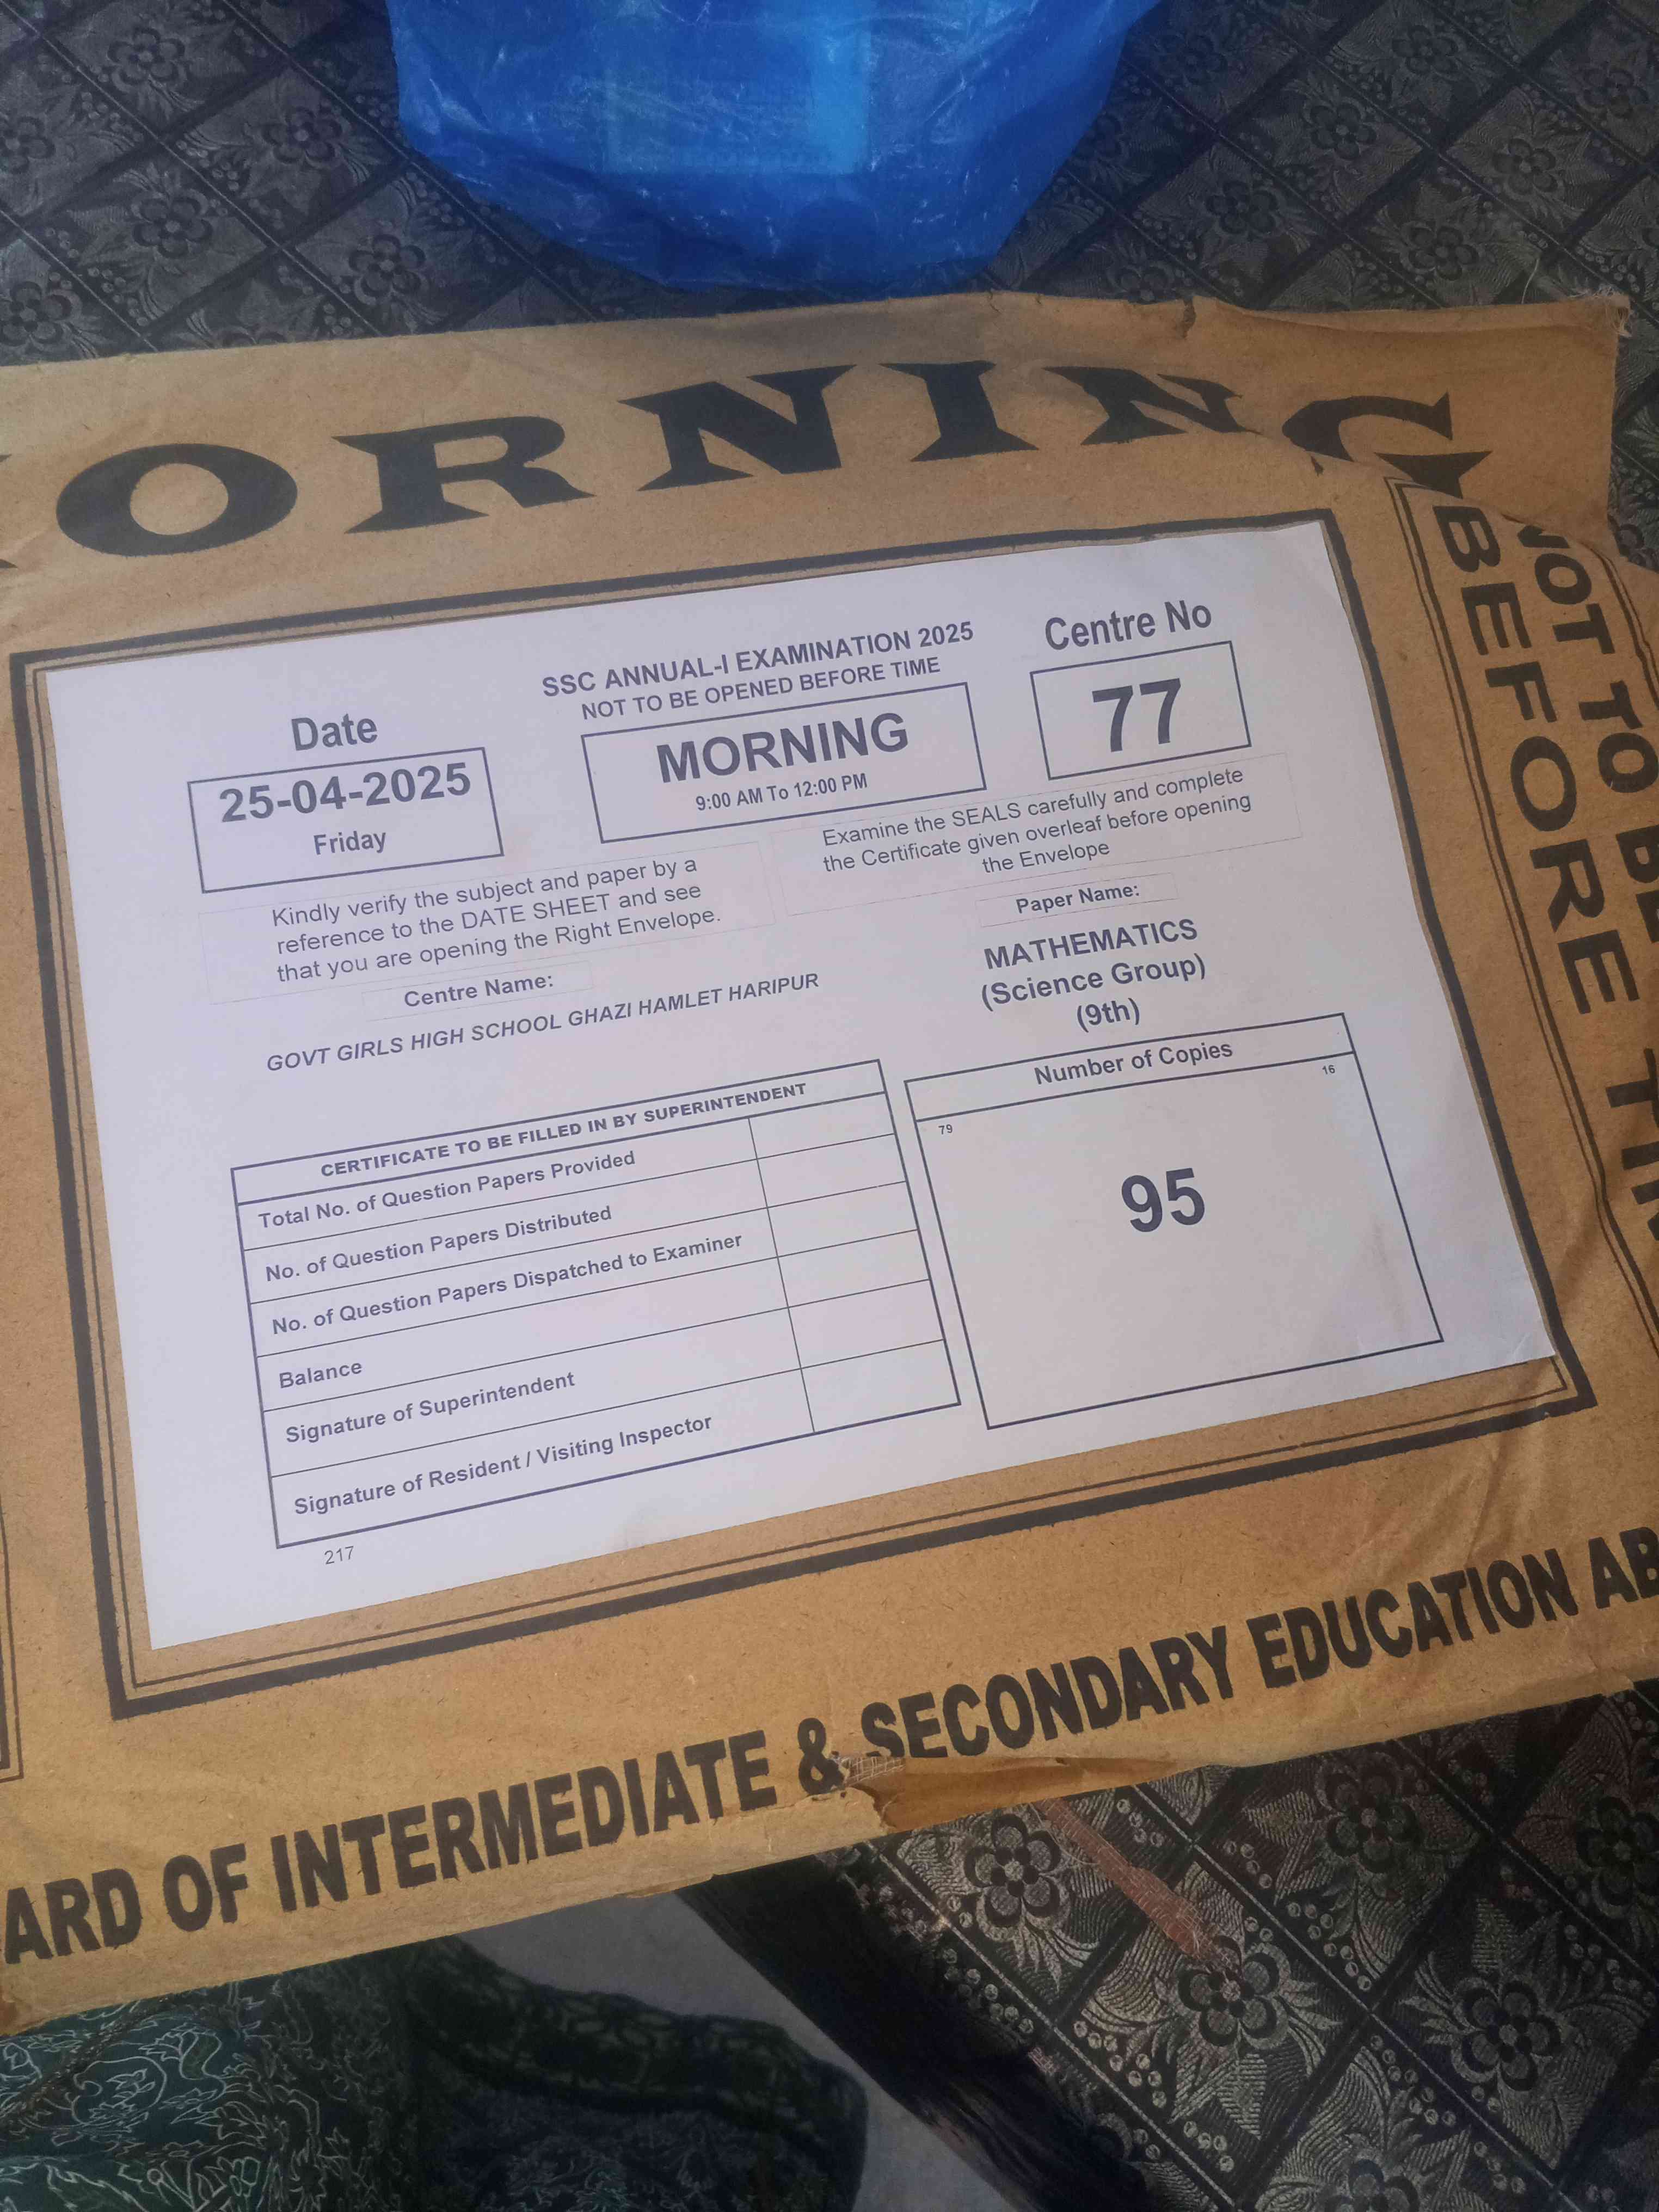 ORNING
NOT TO BE
BEFORE
SSC ANNUAL-I EXAMINATION 2025
NOT TO BE OPENED BEFORE TIME
Date
25-04-2025
Friday
MORNING
9:00 AM To 12:00 PM
Centre No
77
Kindly verify the subject and paper by a
reference to the DATE SHEET and see
that you are opening the Right Envelope.
Examine the SEALS carefully and complete
the Certificate given overleaf before opening
the Envelope
Centre Name:
GOVT GIRLS HIGH SCHOOL GHAZI HAMLET HARIPUR
Paper Name:
MATHEMATICS
(Science Group)
(9th)
CERTIFICATE TO BE FILLED IN BY SUPERINTENDENT
Total No. of Question Papers Provided
No. of Question Papers Distributed
No. of Question Papers Dispatched to Examiner
Balance
Signature of Superintendent
Signature of Resident / Visiting Inspector
Number of Copies
16
79
95
217
ARD OF INTERMEDIATE & SECONDARY EDUCATION AB